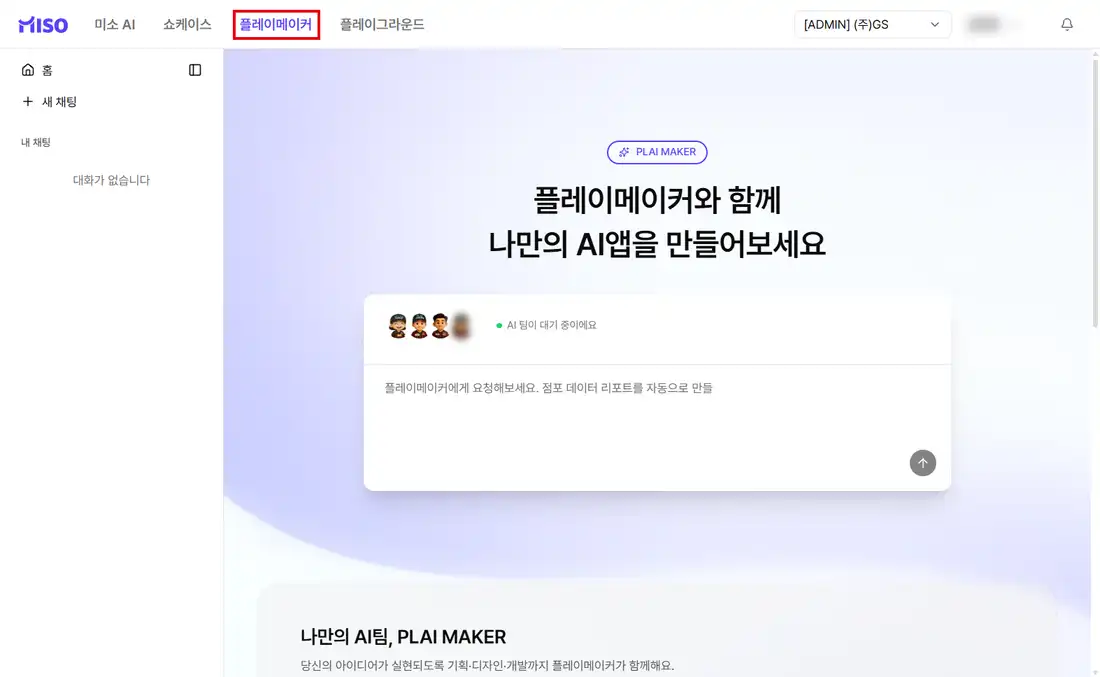 MISO
미소 AI
쇼케이스
플레이메이커
플레이그라운드
[ADMIN] (주)GS
홈
새 채팅
내 채팅
대화가 없습니다
PLAI MAKER
플레이메이커와 함께
나만의 AI앱을 만들어보세요
AI 팀이 대기 중이에요
플레이메이커에게 요청해보세요. 점포 데이터 리포트를 자동으로 만들
나만의 AI팀, PLAI MAKER
당신의 아이디어가 실현되도록 기획·디자인·개발까지 플레이메이커가 함께해요.